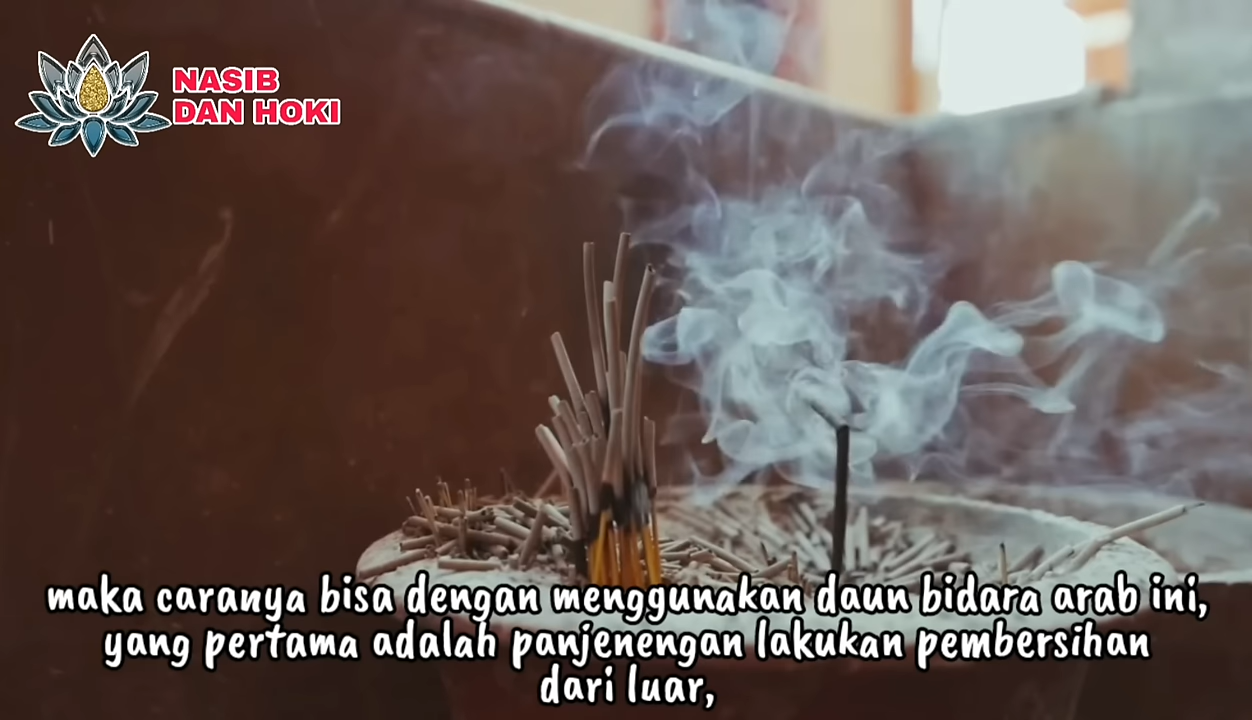 NASIB
DAN HOKI
maka caranya bisa dengan menggunakan daun bidara arab ini,
yang pertama adalah panjenengan lakukan pembersihan
dari luar,